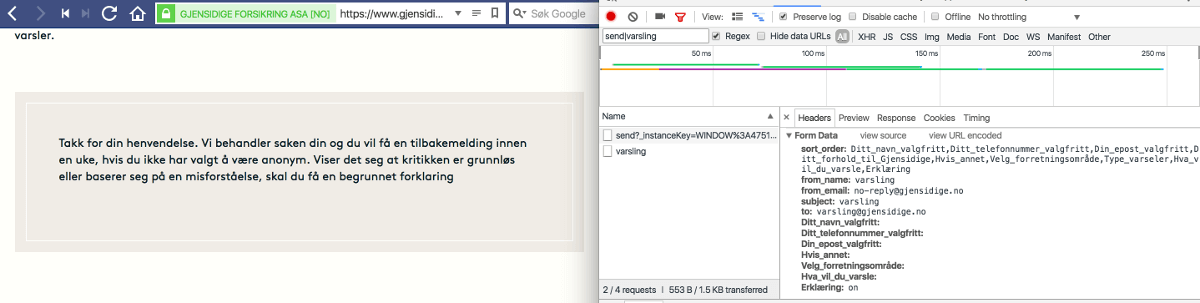 GJENSIDIGE FORSIKRING ASA [NO] https://www.gjensidi... Søk Google
varsler.
Takk for din henvendelse. Vi behandler saken din og du vil få en tilbakemelding innen
en uke, hvis du ikke har valgt å være anonym. Viser det seg at kritikken er grunnløs
eller baserer seg på en misforståelse, skal du få en begrunnet forklaring
View: Preserve log Disable cache Offline No throttling
send|varsling Regex Hide data URLs All XHR JS CSS Img Media Font Doc WS Manifest Other
50 ms 100 ms 150 ms 200 ms 250 ms
Name
send?_instanceKey=WINDOW%3A4751...
varsling
2 / 4 requests | 553 B / 1.5 KB transferred
× Headers Preview Response Cookies Timing
Form Data view source view URL encoded
sort_order: Ditt_navn_valgfritt,Ditt_telefonnummer_valgfritt,Din_epost_valgfritt,D
itt_forhold_til_Gjensidige,Hvis_annet,Velg_forretningsområde,Type_varseler,Hva_v
il_du_varsle,Erklæring
from_name: varsling
from_email: no-reply@gjensidige.no
subject: varsling
to: varsling@gjensidige.no
Ditt_navn_valgfritt:
Ditt_telefonnummer_valgfritt:
Din_epost_valgfritt:
Hvis_annet:
Velg_forretningsområde:
Hva_vil_du_varsle:
Erklæring: on